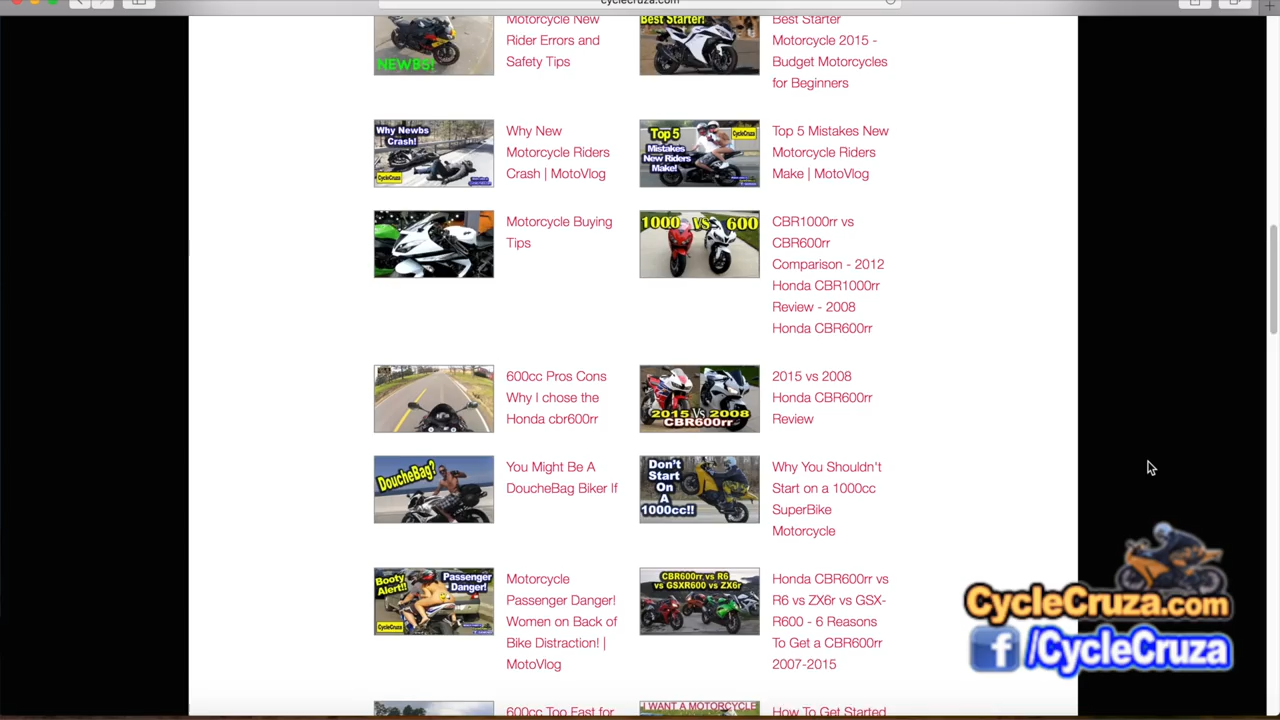 cyclecruza.com
Motorcycle New
Rider Errors and
Safety Tips
NEWBS!
Best Starter!
Best Starter
Motorcycle 2015 -
Budget Motorcycles
for Beginners
Why Newbs
Crash!
CycleCruza
Why New
Motorcycle Riders
Crash | MotoVlog
Top 5
Mistakes
New Riders
Make!
CycleCruza
Top 5 Mistakes New
Motorcycle Riders
Make | MotoVlog
Motorcycle Buying
Tips
1000 VS 600
CBR1000rr vs
CBR600rr
Comparison - 2012
Honda CBR1000rr
Review - 2008
Honda CBR600rr
600cc Pros Cons
Why I chose the
Honda cbr600rr
2015 Vs 2008
CBR600rr
2015 vs 2008
Honda CBR600rr
Review
DoucheBag?
You Might Be A
DoucheBag Biker If
Don't
Start
On
A
1000cc!!
Why You Shouldn't
Start on a 1000cc
SuperBike
Motorcycle
Booty
Alert!!
Passenger
Danger!
CycleCruza
Motorcycle
Passenger Danger!
Women on Back of
Bike Distraction! |
MotoVlog
CBR600rr vs R6
vs GSXR600 vs ZX6r
Honda CBR600rr vs
R6 vs ZX6r vs GSX-
R600 - 6 Reasons
To Get a CBR600rr
2007-2015
600cc Too Fast for
I WANT A MOTORCYCLE
How To Get Started
CycleCruza.com
f /CycleCruza